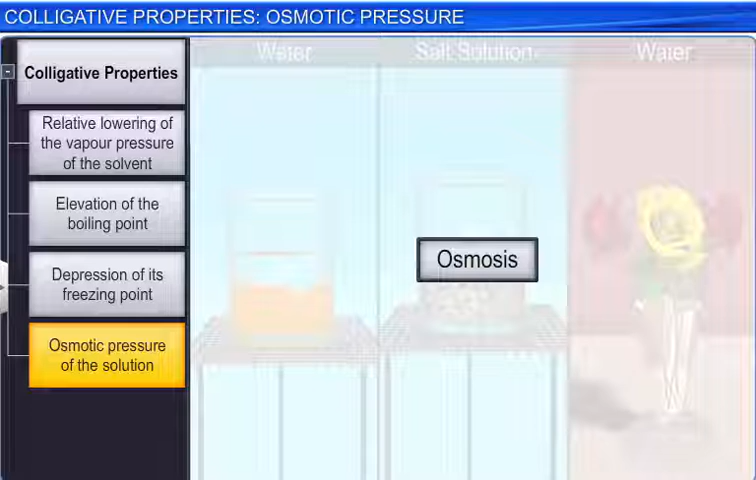 COLLIGATIVE PROPERTIES: OSMOTIC PRESSURE
Water
Salt Solution
Water
Colligative Properties
Relative lowering of
the vapour pressure
of the solvent
Elevation of the
boiling point
Depression of its
freezing point
Osmotic pressure
of the solution
Osmosis